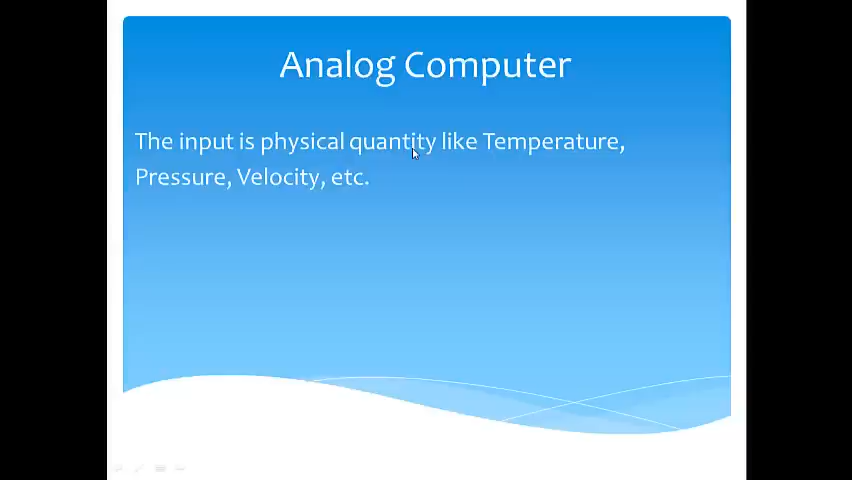 Analog Computer
The input is physical quantity like Temperature,
Pressure, Velocity, etc.